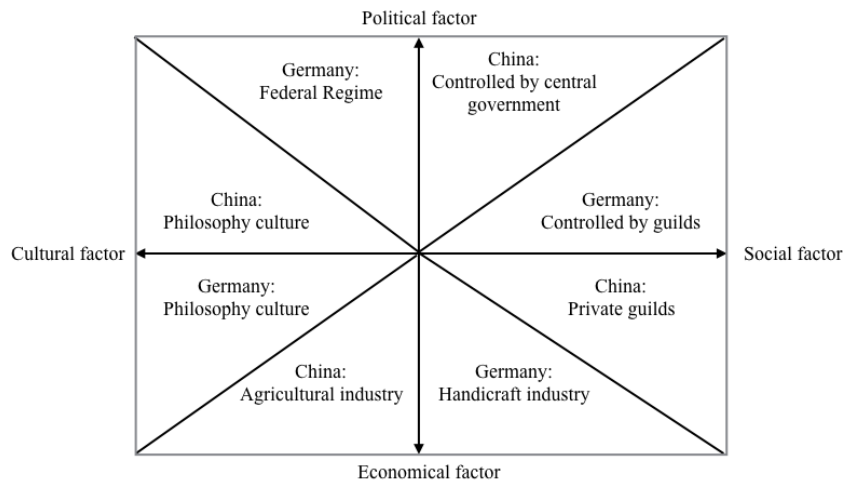 Political factor
Germany:
Federal Regime
China:
Controlled by central
government
China:
Philosophy culture
Germany:
Controlled by guilds
Cultural factor
Social factor
Germany:
Philosophy culture
China:
Private guilds
China:
Agricultural industry
Germany:
Handicraft industry
Economical factor